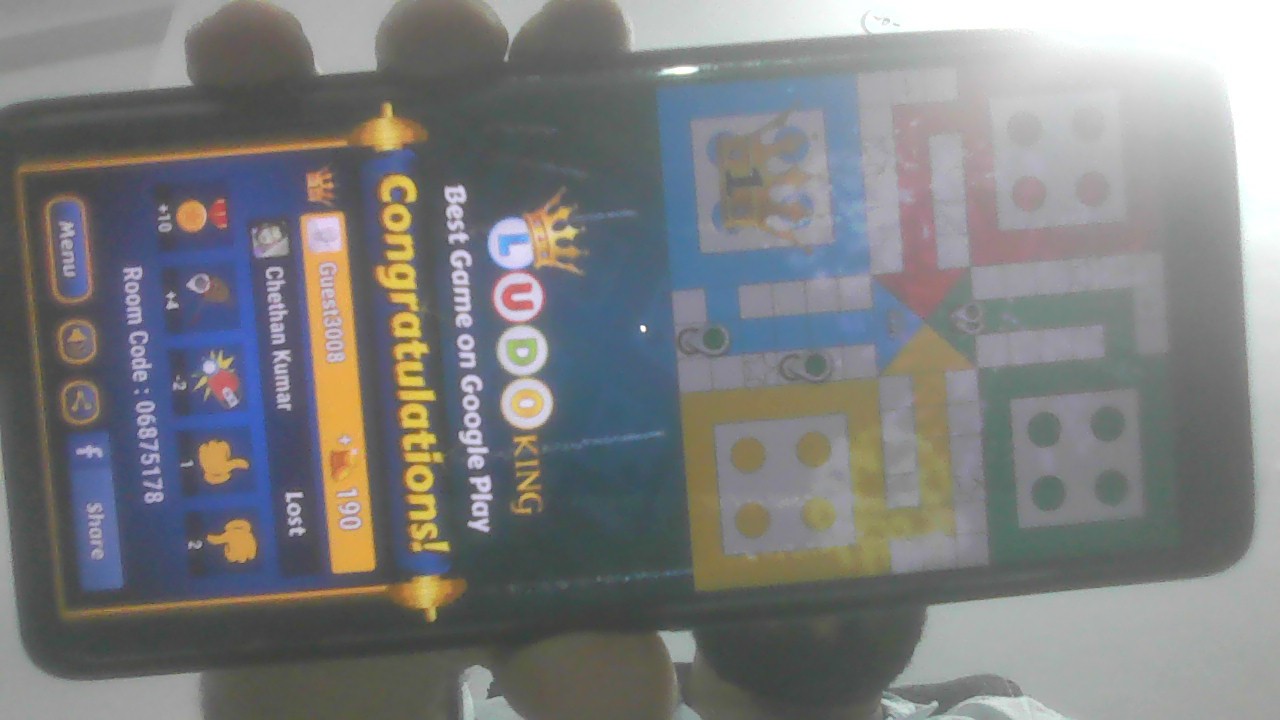 1
LUDO KING
Best Game on Google Play
Congratulations!
Guest3008 + 190
Chethan Kumar Lost
+10 +4 -2 1 2
Room Code : 06875178
Menu f Share